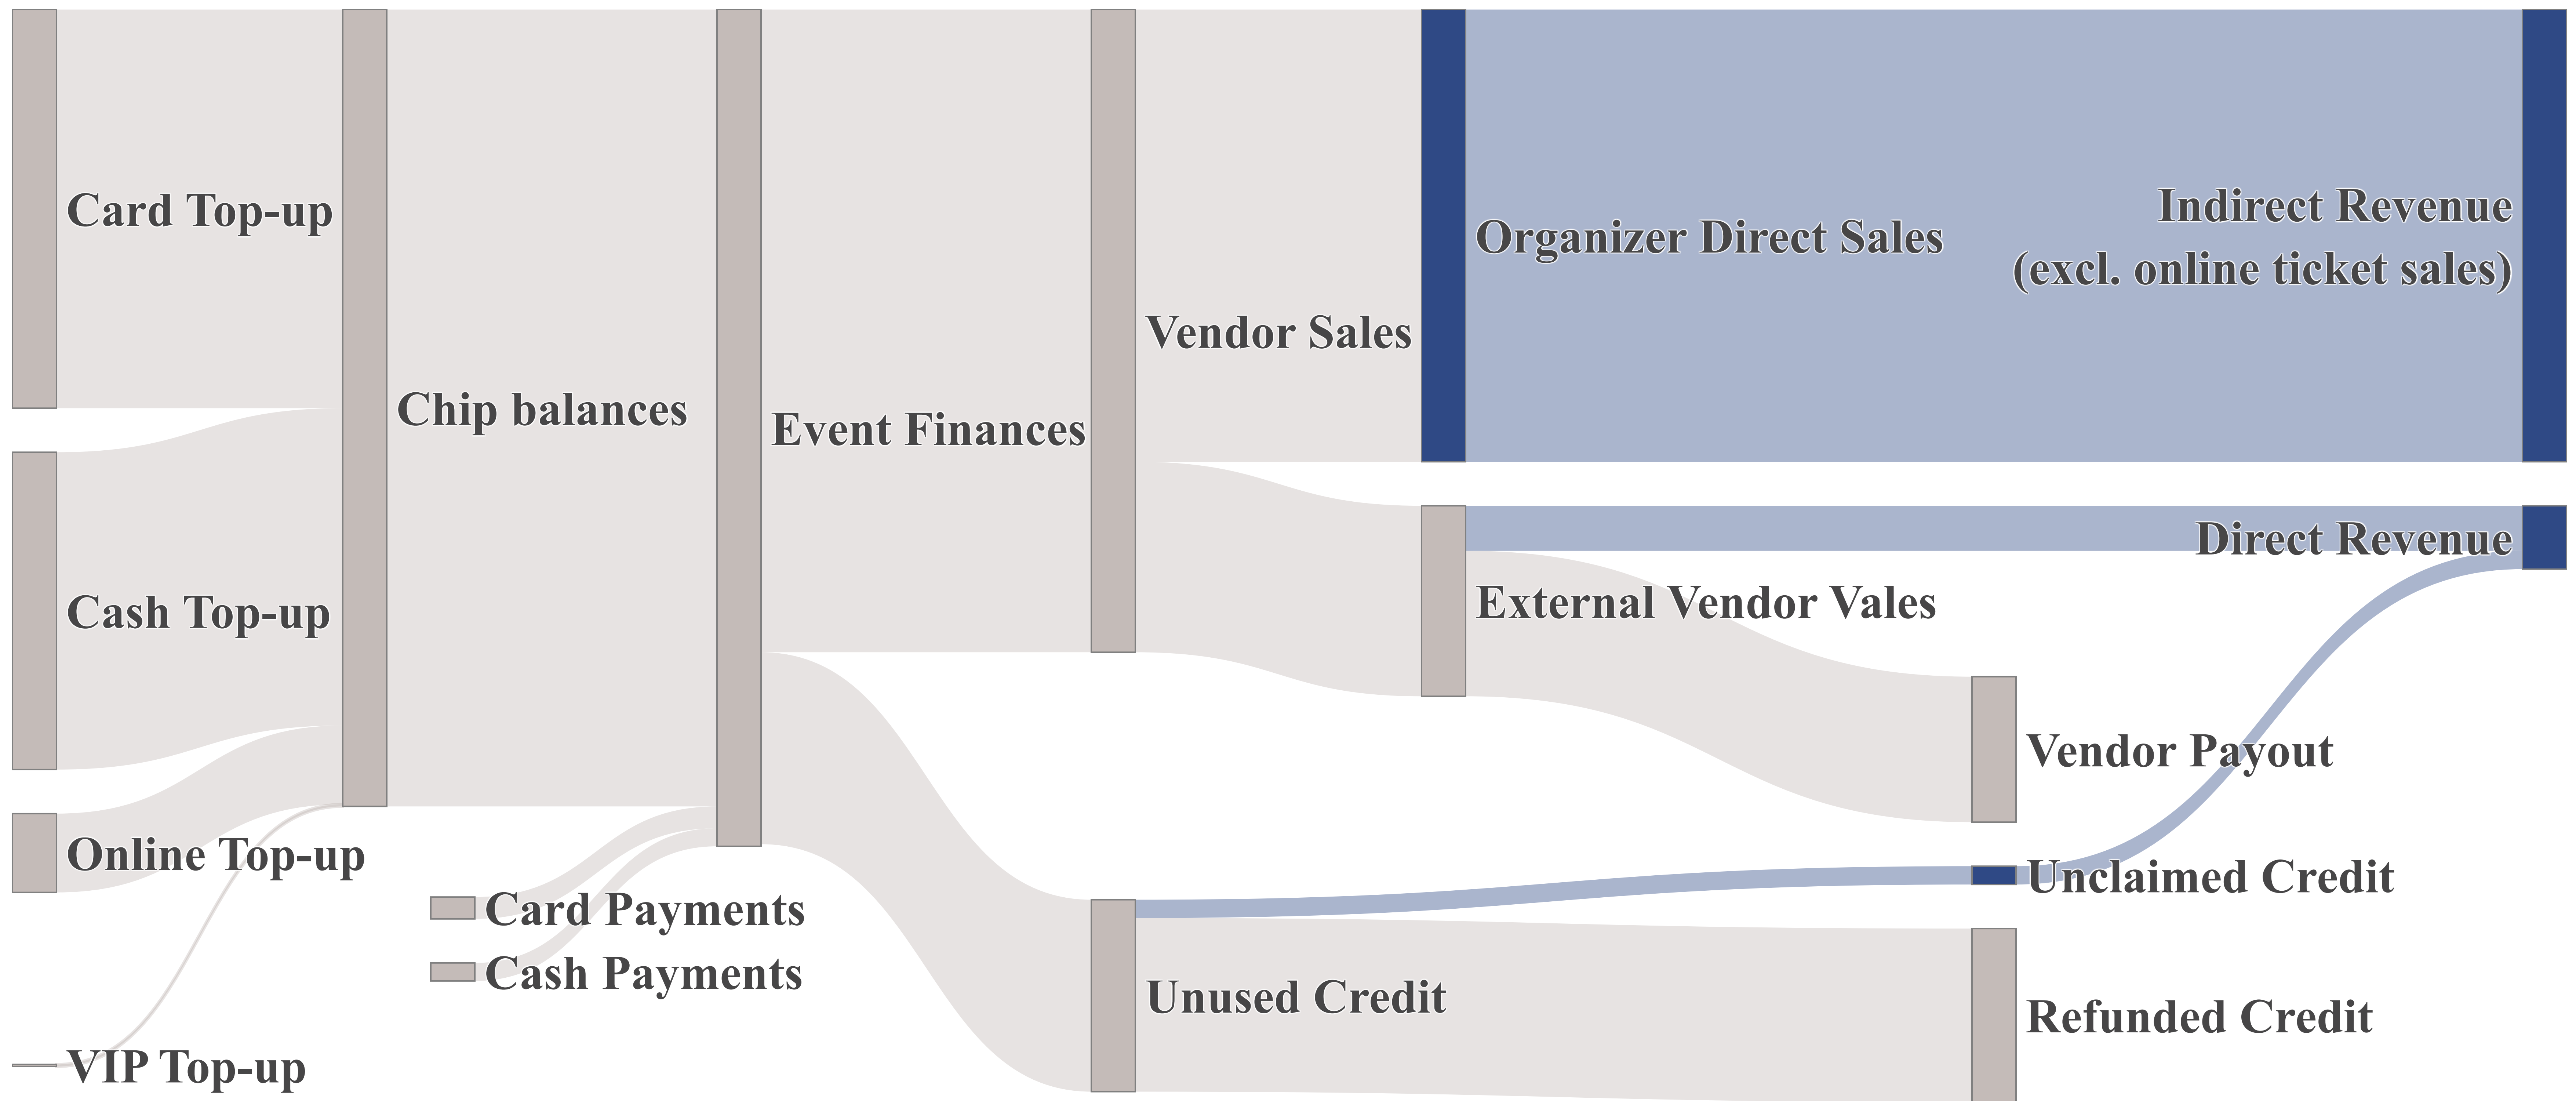 Card Top-up
Cash Top-up
Online Top-up
VIP Top-up
Chip balances
Card Payments
Cash Payments
Event Finances
Vendor Sales
Unused Credit
Organizer Direct Sales
External Vendor Vales
Vendor Payout
Unclaimed Credit
Refunded Credit
Indirect Revenue
(excl. online ticket sales)
Direct Revenue